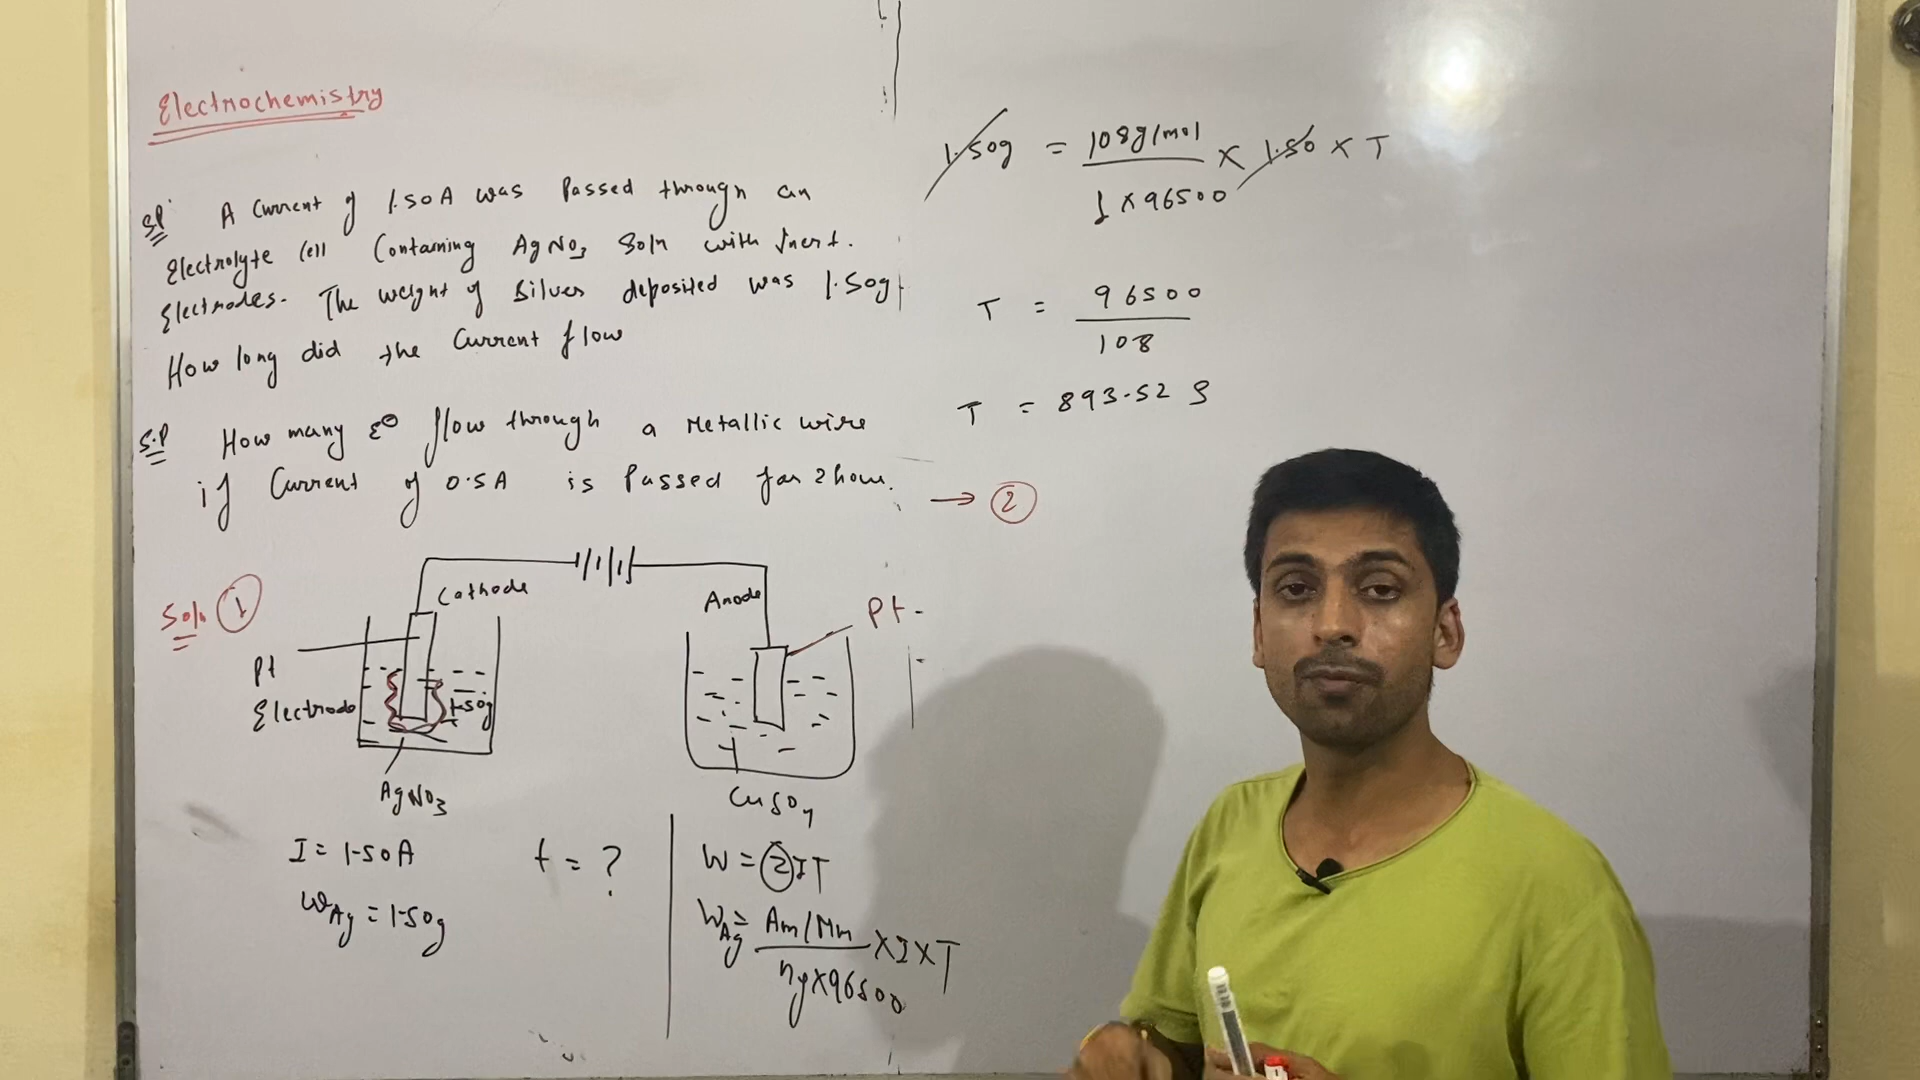 Electrochemistry
S.P A Current of 1.50A was Passed through an
Electrolyte Cell Containing AgNO3 Soln with Inert.
Electrodes. The weight of Silver deposited was 1.50g
How long did the Current flow
S.P How many e⊖ flow through a Metallic wire
if Current of 0.5A is Passed for 2 hour.
→ 2
Soln 1
Cathode
Anode
Pt
Pt
Electrode
1.50g
AgNO3
CuSO4
I = 1.50A
t = ?
WAg = 1.50g
W = ZIT
WAg = Am/Mm × I × T
nf×96500
1.50g = 108g/mol × 1.50 × T
1 × 96500
T = 96500
108
T = 893.52 S